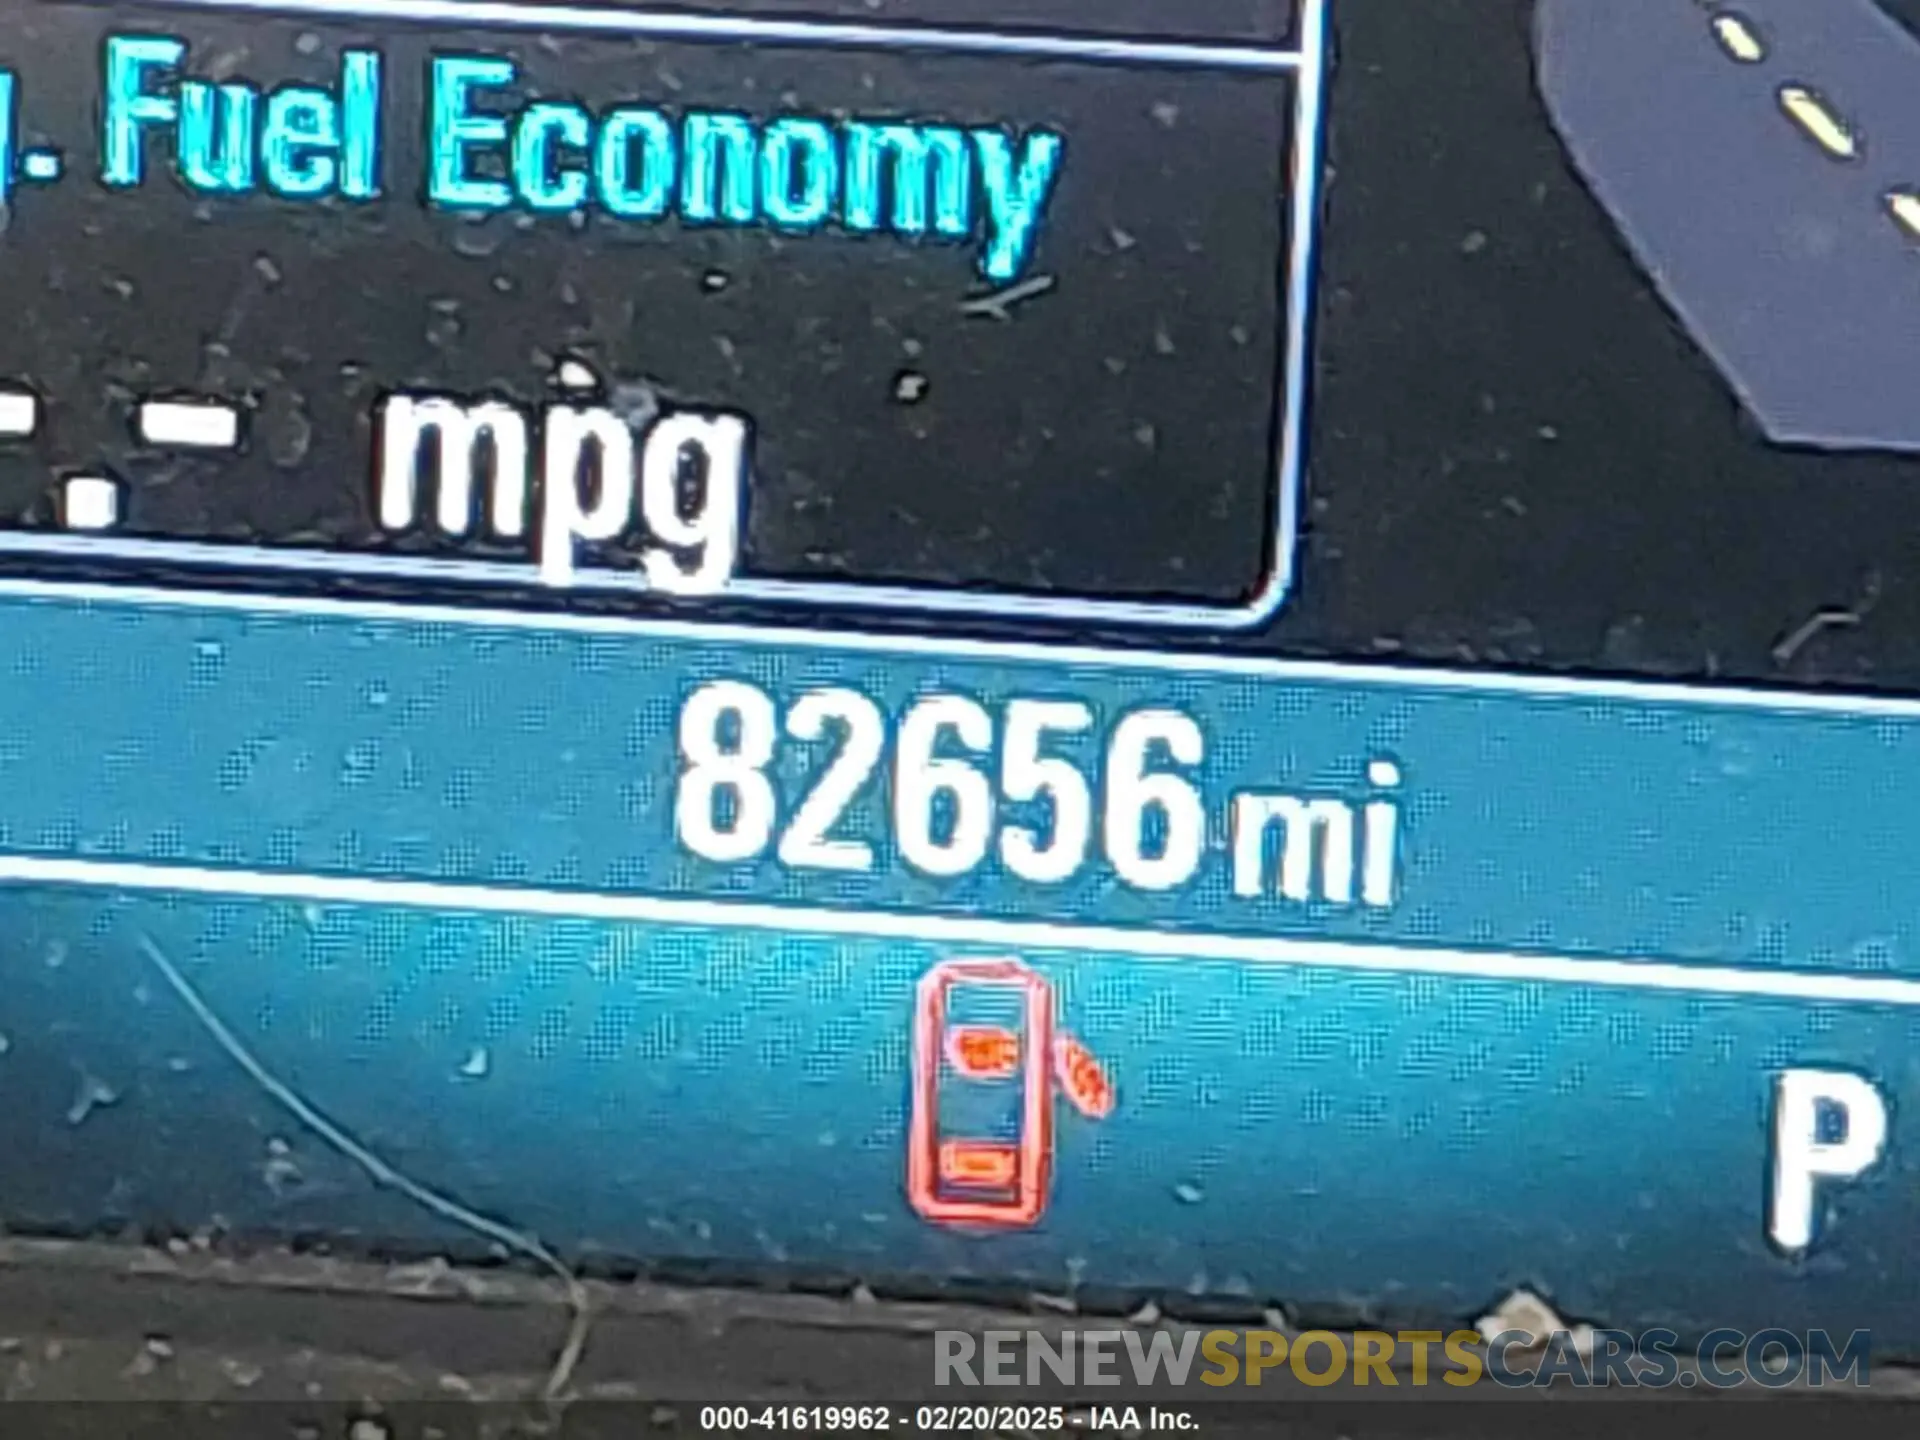 . Fuel Economy
-.- mpg
82656 mi
P
RENEWSPORTSCARS.COM
000-41619962 - 02/20/2025 - IAA Inc.